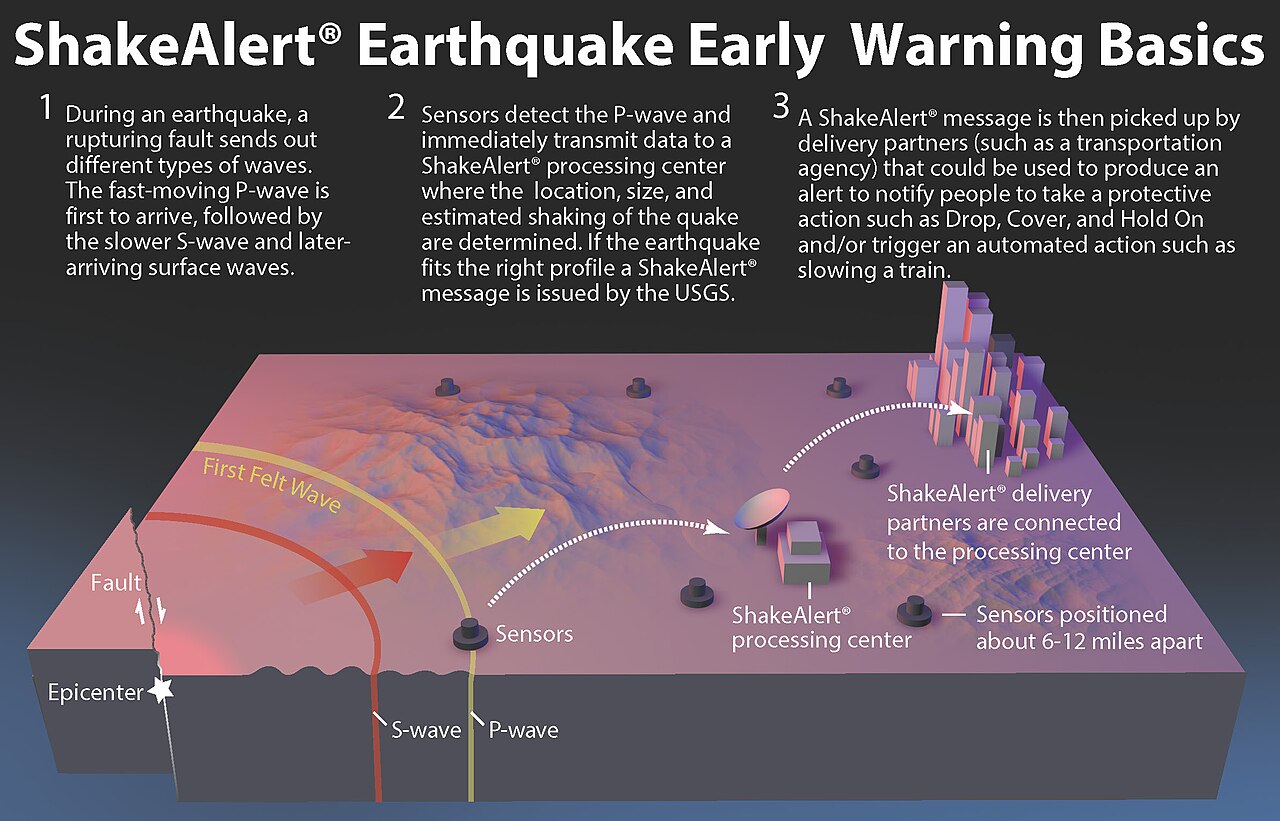 ShakeAlert® Earthquake Early Warning Basics
1
During an earthquake, a
rupturing fault sends out
different types of waves.
The fast-moving P-wave is
first to arrive, followed by
the slower S-wave and later-
arriving surface waves.
2
Sensors detect the P-wave and
immediately transmit data to a
ShakeAlert® processing center
where the location, size, and
estimated shaking of the quake
are determined. If the earthquake
fits the right profile a ShakeAlert®
message is issued by the USGS.
3
A ShakeAlert® message is then picked up by
delivery partners (such as a transportation
agency) that could be used to produce an
alert to notify people to take a protective
action such as Drop, Cover, and Hold On
and/or trigger an automated action such as
slowing a train.
First Felt Wave
ShakeAlert® delivery
partners are connected
to the processing center
Fault
Sensors
ShakeAlert®
processing center
Sensors positioned
about 6-12 miles apart
Epicenter
S-wave
P-wave